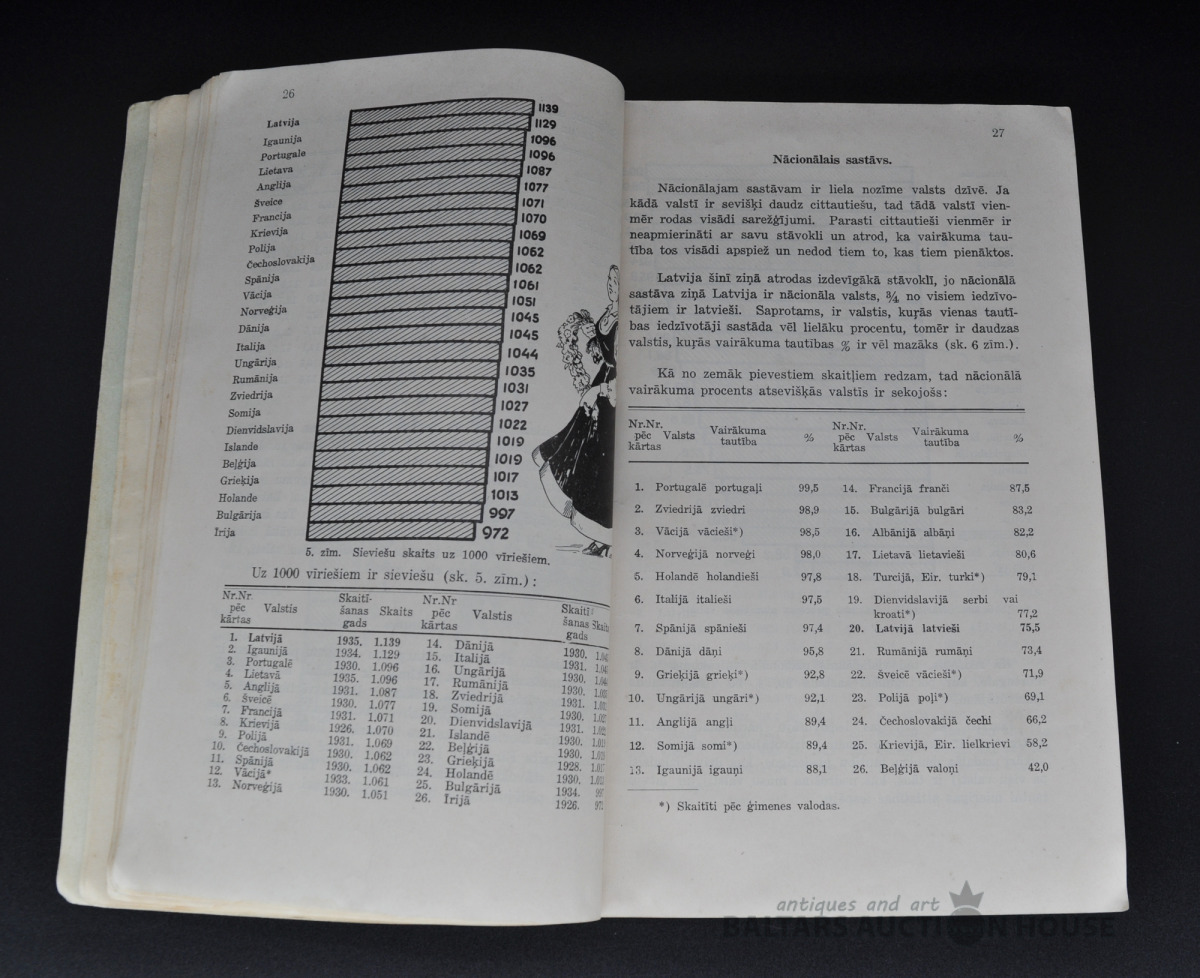 26
Latvija 1139
Igaunija 1129
Portugale 1096
Lietava 1096
Anglija 1087
Šveice 1077
Francija 1071
Krievija 1070
Polija 1069
Čechoslovakija 1062
Spānija 1062
Vācija 1061
Norveģija 1051
Dānija 1045
Italija 1045
Ungārija 1044
Rumānija 1035
Zviedrija 1031
Somija 1027
Dienvidslavija 1022
Islande 1019
Beļģija 1019
Grieķija 1017
Holande 1013
Bulgārija 997
Īrija 972
5. zīm. Sieviešu skaits uz 1000 vīriešiem.
Uz 1000 vīriešiem ir sieviešu (sk. 5. zīm.) :
Nr.Nr pēc kārtas Valstis Skaitī-šanas gads Skaits Nr.Nr pēc kārtas Valstis Skaitī-šanas gads
1. Latvijā 1935. 1.139 14. Dānijā 1930.
2. Igaunijā 1934. 1.129 15. Italijā 1931.
3. Portugalē 1930. 1.096 16. Ungārijā 1930.
4. Lietavā 1935. 1.096 17. Rumānijā 1930.
5. Anglijā 1931. 1.087 18. Zviedrijā 1931.
6. Šveicē 1930. 1.077 19. Somijā 1930.
7. Francijā 1931. 1.071 20. Dienvidslavijā 1931.
8. Krievijā 1926. 1.070 21. Islandē 1930.
9. Polijā 1931. 1.069 22. Beļģijā 1930.
10. Čechoslovakijā 1930. 1.062 23. Grieķijā 1928.
11. Spānijā 1930. 1.062 24. Holandē 1930.
12. Vācijā* 1933. 1.061 25. Bulgārijā 1934.
13. Norveģijā 1930. 1.051 26. Īrijā 1926.
27
Nācionālais sastāvs.
Nācionālajam sastāvam ir liela nozīme valsts dzīvē. Ja
kādā valstī ir sevišķi daudz cittautiešu, tad tādā valstī vien-
mēr rodas visādi sarežģījumi. Parasti cittautieši vienmēr ir
neapmierināti ar savu stāvokli un atrod, ka vairākuma tau-
tība tos visādi apspiež un nedod tiem to, kas tiem pienāktos.
Latvija šinī ziņā atrodas izdevīgākā stāvoklī, jo nācionālā
sastāva ziņā Latvija ir nācionāla valsts, ¾ no visiem iedzīvo-
tājiem ir latvieši. Saprotams, ir valstis, kuŗās vienas tautī-
bas iedzīvotāji sastāda vēl lielāku procentu, tomēr ir daudzas
valstis, kuŗās vairākuma tautības % ir vēl mazāks (sk. 6 zīm.).
Kā no zemāk pievestiem skaitļiem redzam, tad nācionālā
vairākuma procents atsevišķās valstīs ir sekojošs :
Nr.Nr. pēc kārtas Valsts Vairākuma tautība % Nr.Nr. pēc kārtas Valsts Vairākuma tautība %
1. Portugalē portugaļi 99,5 14. Francijā franči 87,5
2. Zviedrijā zviedri 98,9 15. Bulgārijā bulgāri 83,2
3. Vācijā vācieši*) 98,5 16. Albānijā albāņi 82,2
4. Norveģijā norveģi 98,0 17. Lietavā lietavieši 80,6
5. Holandē holandieši 97,8 18. Turcijā, Eir. turki*) 79,1
6. Italijā italieši 97,5 19. Dienvidslavijā serbi vai
kroati*) 77,2
7. Spānijā spānieši 97,4 20. Latvijā latvieši 75,5
8. Dānijā dāņi 95,8 21. Rumānijā rumāņi 73,4
9. Grieķijā grieķi*) 92,8 22. Šveicē vācieši*) 71,9
10. Ungārijā ungāri*) 92,1 23. Polijā poļi*) 69,1
11. Anglijā angļi 89,4 24. Čechoslovakijā čechi 66,2
12. Somijā somi*) 89,4 25. Krievijā, Eir. lielkrievi 58,2
13. Igaunijā igauņi 88,1 26. Beļģijā valoņi 42,0
*) Skaitīti pēc ģimenes valodas.
antiques and art
BALTARS AUCTION HOUSE